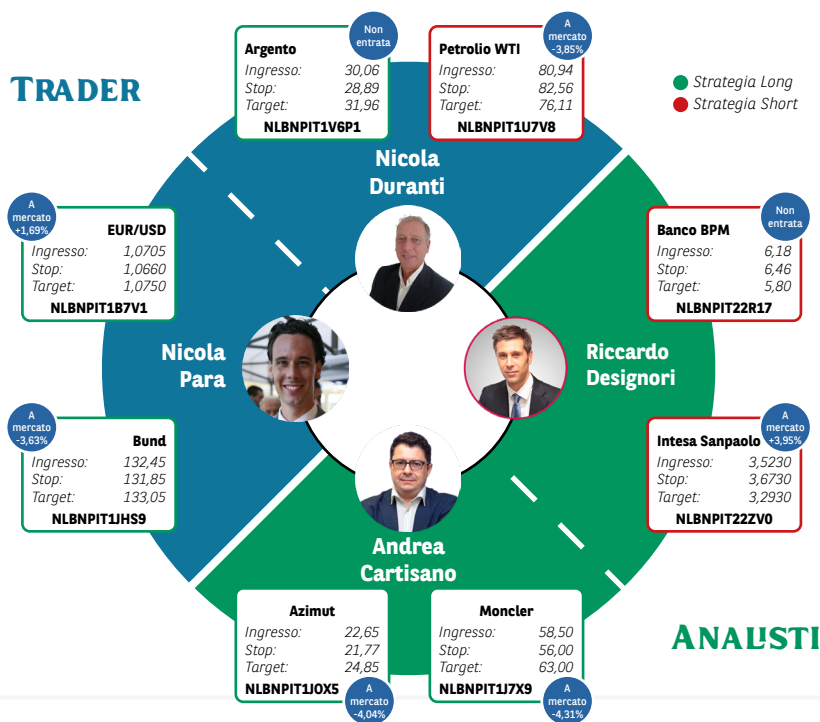 TRADER
Argento
Non
entrata
Ingresso: 30,06
Stop: 28,89
Target: 31,96
NLBNPIT1V6P1
Petrolio WTI
A
mercato
-3,85%
Ingresso: 80,94
Stop: 82,56
Target: 76,11
NLBNPIT1U7V8
Strategia Long
Strategia Short
Nicola
Duranti
A
mercato
+1,69%
EUR/USD
Ingresso: 1,0705
Stop: 1,0660
Target: 1,0750
NLBNPIT1B7V1
Banco BPM
Non
entrata
Ingresso: 6,18
Stop: 6,46
Target: 5,80
NLBNPIT22R17
Nicola
Para
Riccardo
Designori
A
mercato
-3,63%
Bund
Ingresso: 132,45
Stop: 131,85
Target: 133,05
NLBNPIT1JHS9
Intesa Sanpaolo
A
mercato
+3,95%
Ingresso: 3,5230
Stop: 3,6730
Target: 3,2930
NLBNPIT22ZV0
Andrea
Cartisano
Azimut
Ingresso: 22,65
Stop: 21,77
Target: 24,85
NLBNPIT1JOX5
A
mercato
-4,04%
Moncler
Ingresso: 58,50
Stop: 56,00
Target: 63,00
NLBNPIT1J7X9
A
mercato
-4,31%
ANALISTI